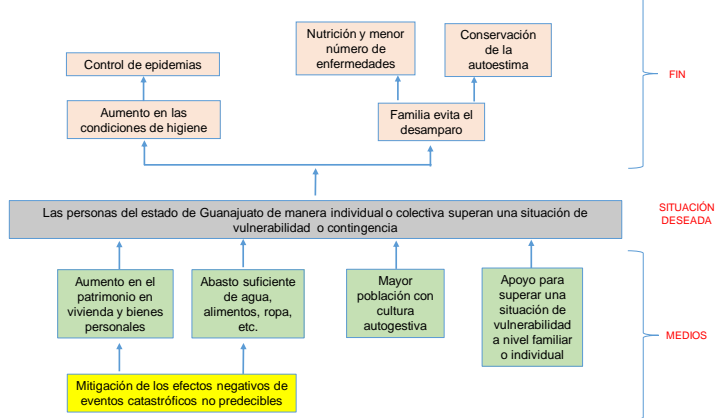 Nutrición y menor
número de
enfermedades
Conservación
de la
autoestima
Control de epidemias
FIN
Aumento en las
condiciones de higiene
Familia evita el
desamparo
Las personas del estado de Guanajuato de manera individual o colectiva superan una situación de
vulnerabilidad o contingencia
SITUACIÓN
DESEADA
Aumento en el
patrimonio en
vivienda y bienes
personales
Abasto suficiente
de agua,
alimentos, ropa,
etc.
Mayor
población con
cultura
autogestiva
Apoyo para
superar una
situación de
vulnerabilidad
a nivel familiar
o individual
MEDIOS
Mitigación de los efectos negativos de
eventos catastróficos no predecibles